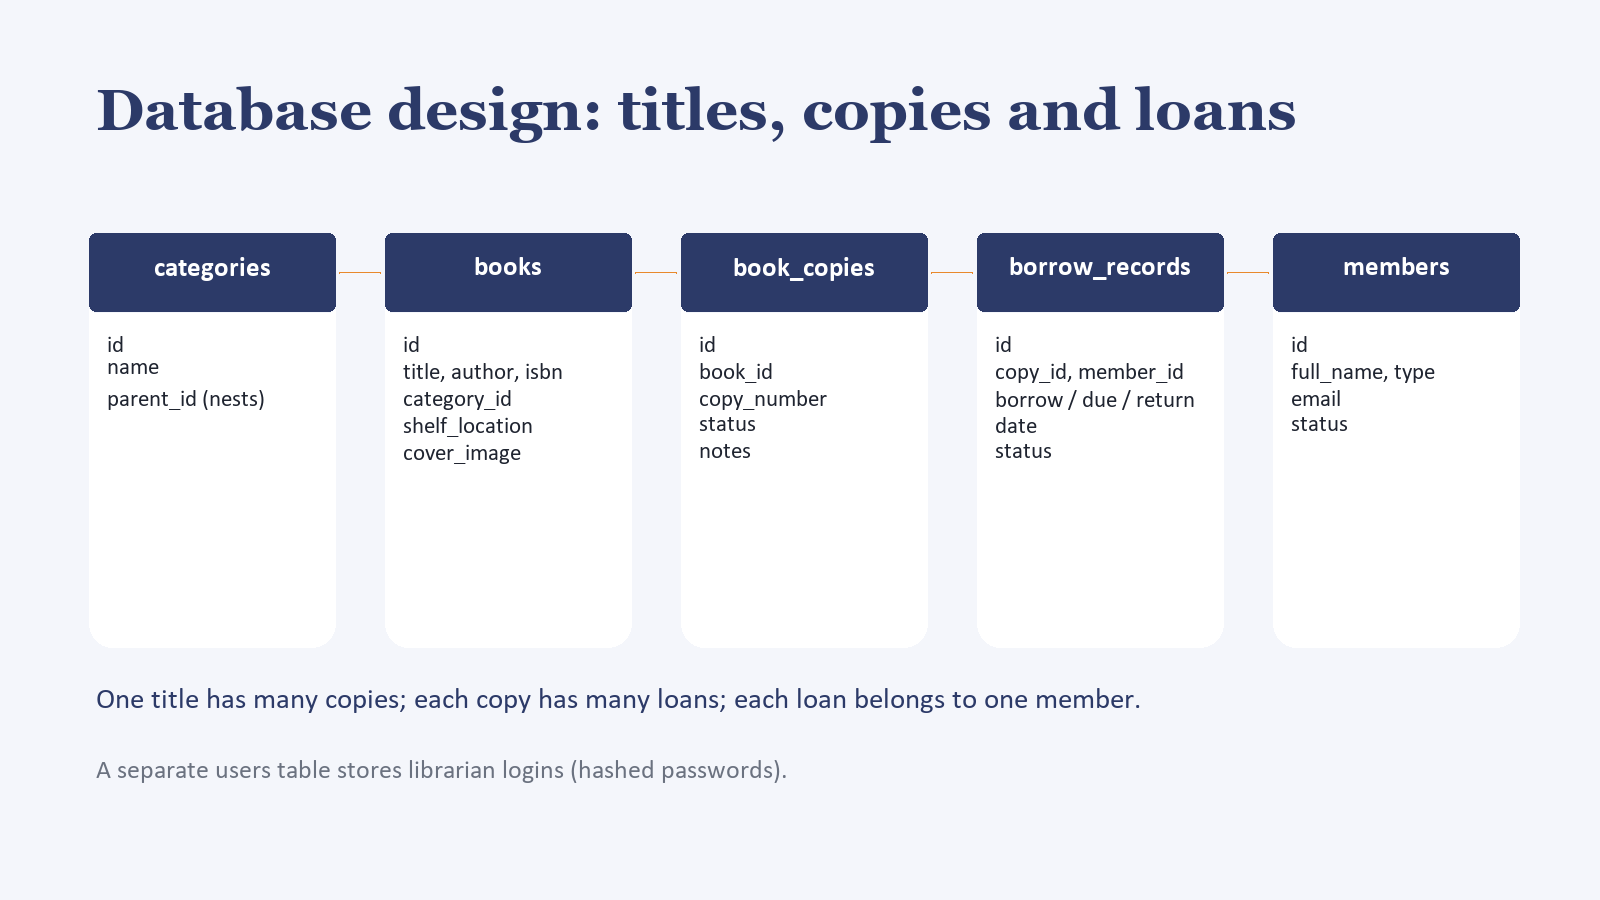 Database design: titles, copies and loans
categories
id
name
parent_id (nests)
books
id
title, author, isbn
category_id
shelf_location
cover_image
book_copies
id
book_id
copy_number
status
notes
borrow_records
id
copy_id, member_id
borrow / due / return
date
status
members
id
full_name, type
email
status
One title has many copies; each copy has many loans; each loan belongs to one member.
A separate users table stores librarian logins (hashed passwords).